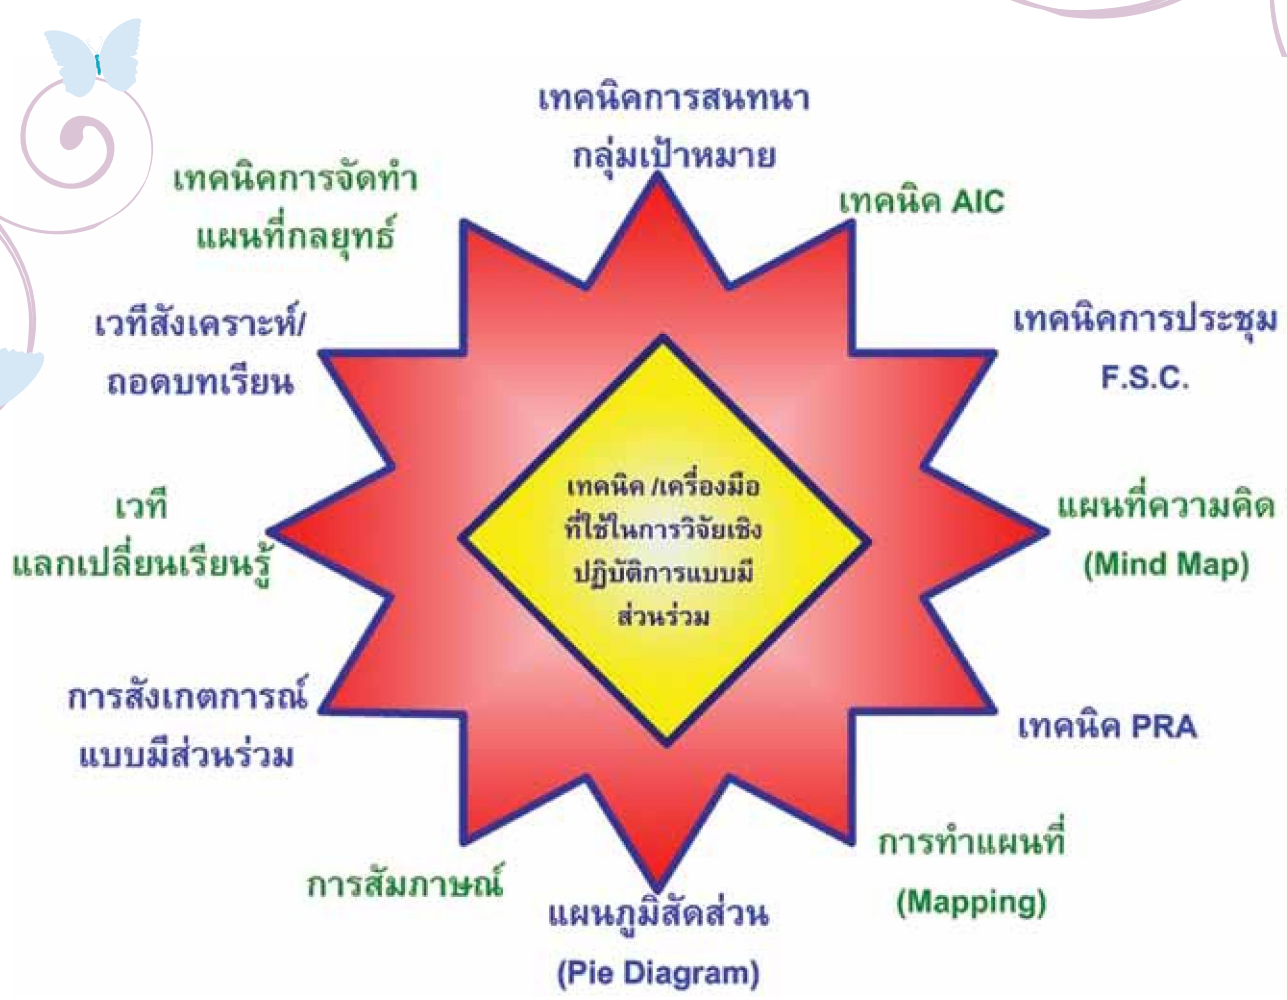 เทคนิคการสนทนา
กลุ่มเป้าหมาย
เทคนิค AIC
เทคนิคการประชุม
F.S.C.
แผนที่ความคิด
(Mind Map)
เทคนิค PRA
การทำแผนที่
(Mapping)
แผนภูมิสัดส่วน
(Pie Diagram)
การสัมภาษณ์
การสังเกตการณ์
แบบมีส่วนร่วม
เวที
แลกเปลี่ยนเรียนรู้
เวทีสังเคราะห์/
ถอดบทเรียน
เทคนิคการจัดทำ
แผนที่กลยุทธ์
เทคนิค /เครื่องมือ
ที่ใช้ในการวิจัยเชิง
ปฏิบัติการแบบมี
ส่วนร่วม